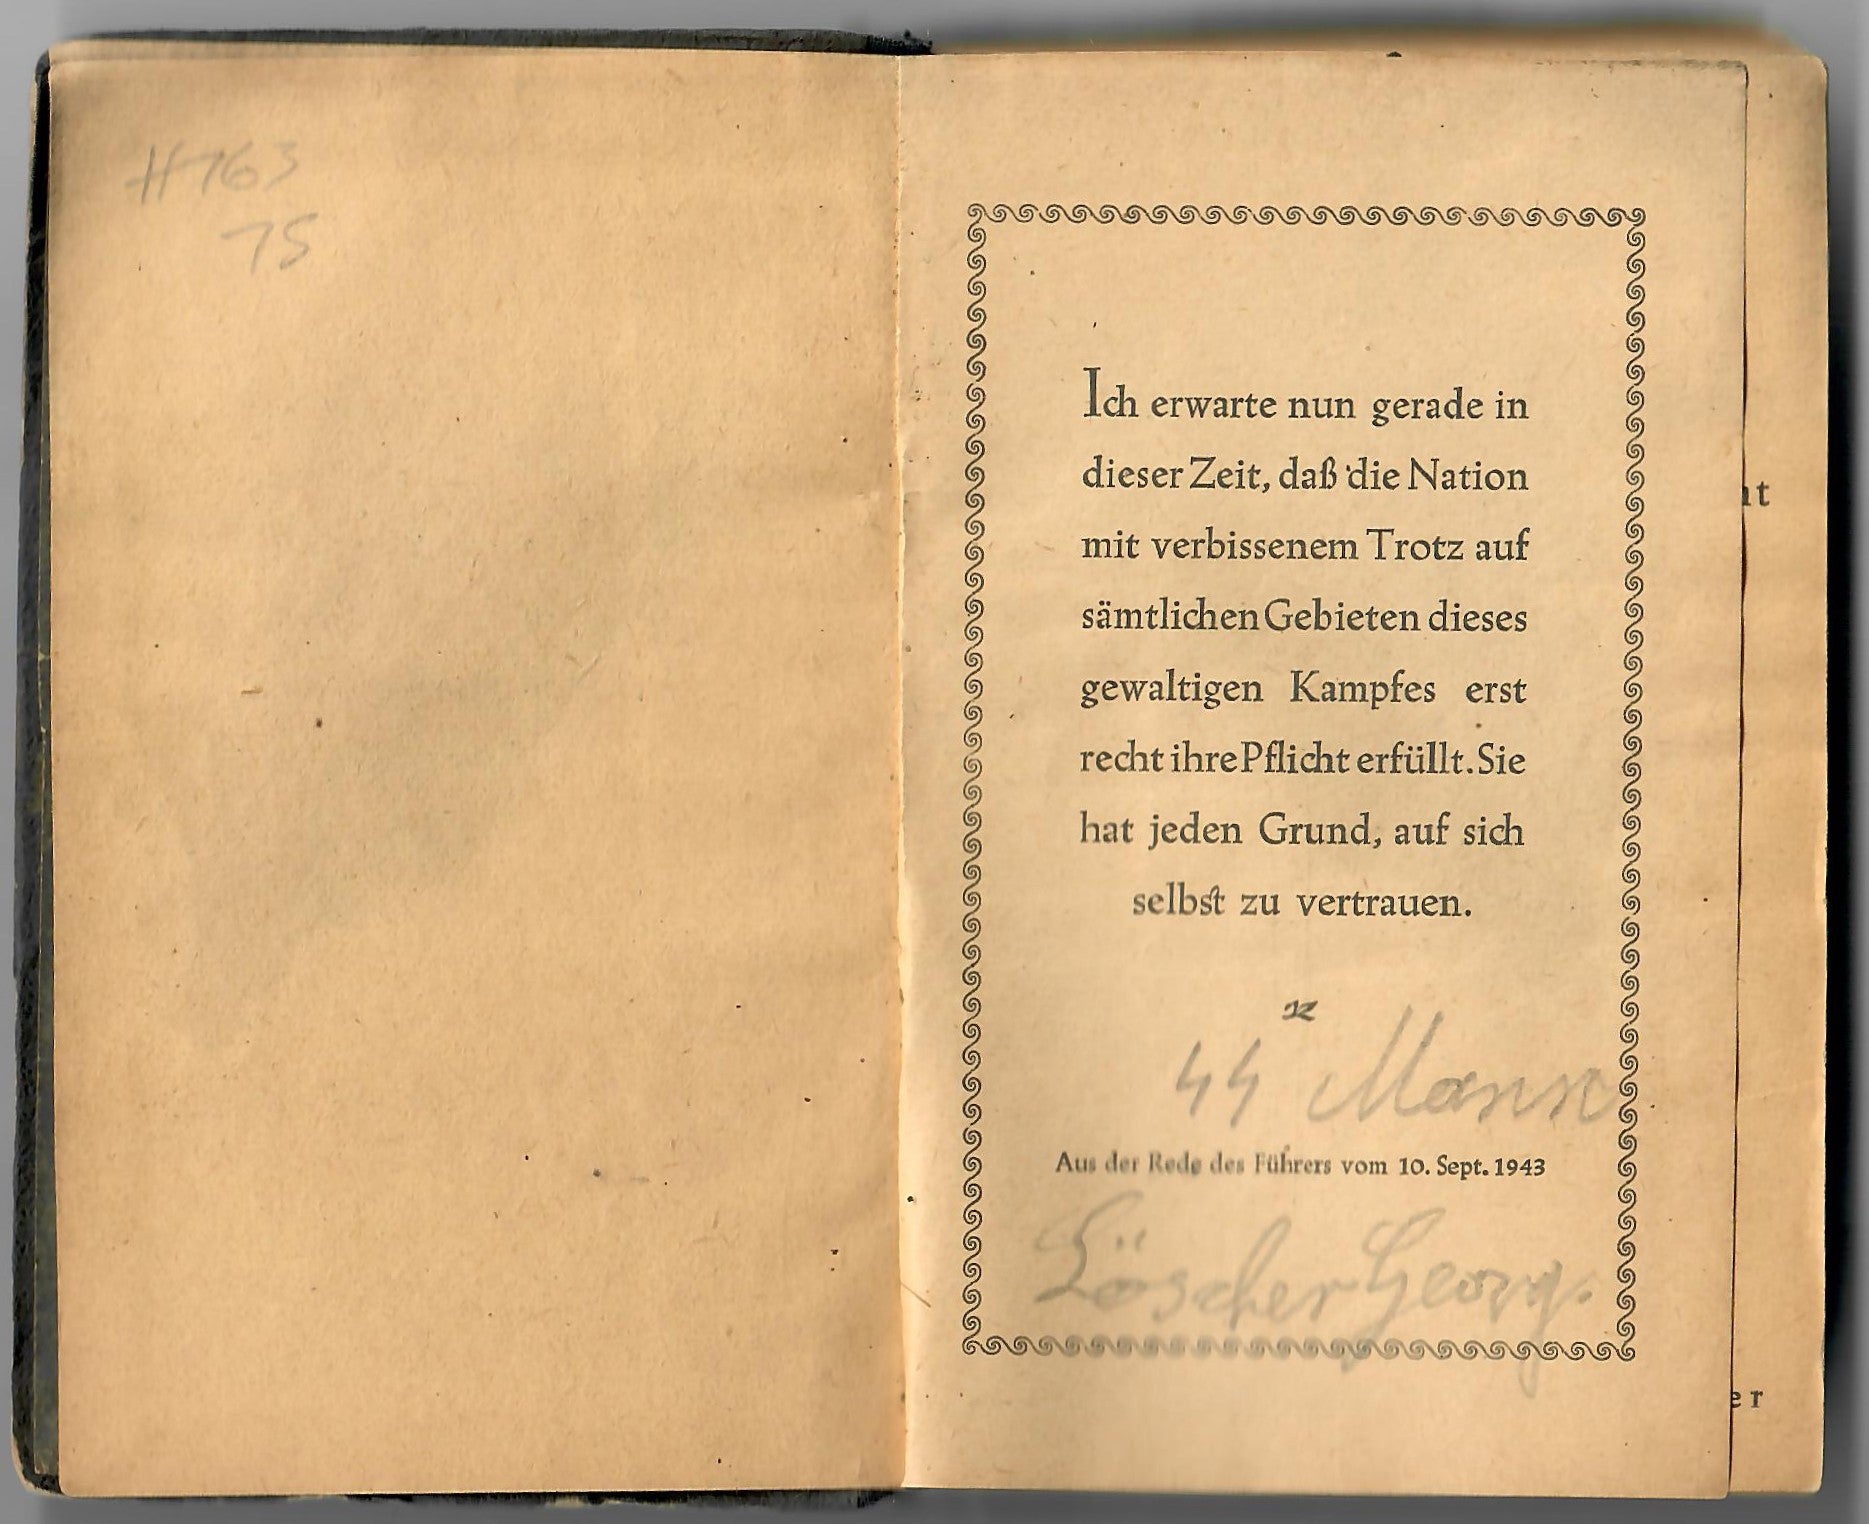 #763
75
Ich erwarte nun gerade in
dieser Zeit, daß die Nation
mit verbissenem Trotz auf
sämtlichen Gebieten dieses
gewaltigen Kampfes erst
recht ihre Pflicht erfüllt. Sie
hat jeden Grund, auf sich
selbst zu vertrauen.
SS Mann
Aus der Rede des Führers vom 10. Sept. 1943
Löscher Georg.